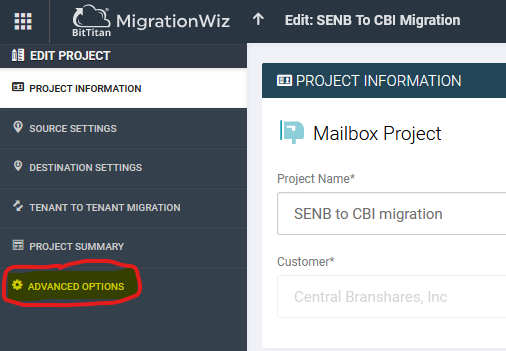 BitTitan
MigrationWiz
Edit: SENB To CBI Migration
EDIT PROJECT
PROJECT INFORMATION
SOURCE SETTINGS
DESTINATION SETTINGS
TENANT TO TENANT MIGRATION
PROJECT SUMMARY
ADVANCED OPTIONS
PROJECT INFORMATION
Mailbox Project
Project Name*
SENB to CBI migration
Customer*
Central Branshares, Inc